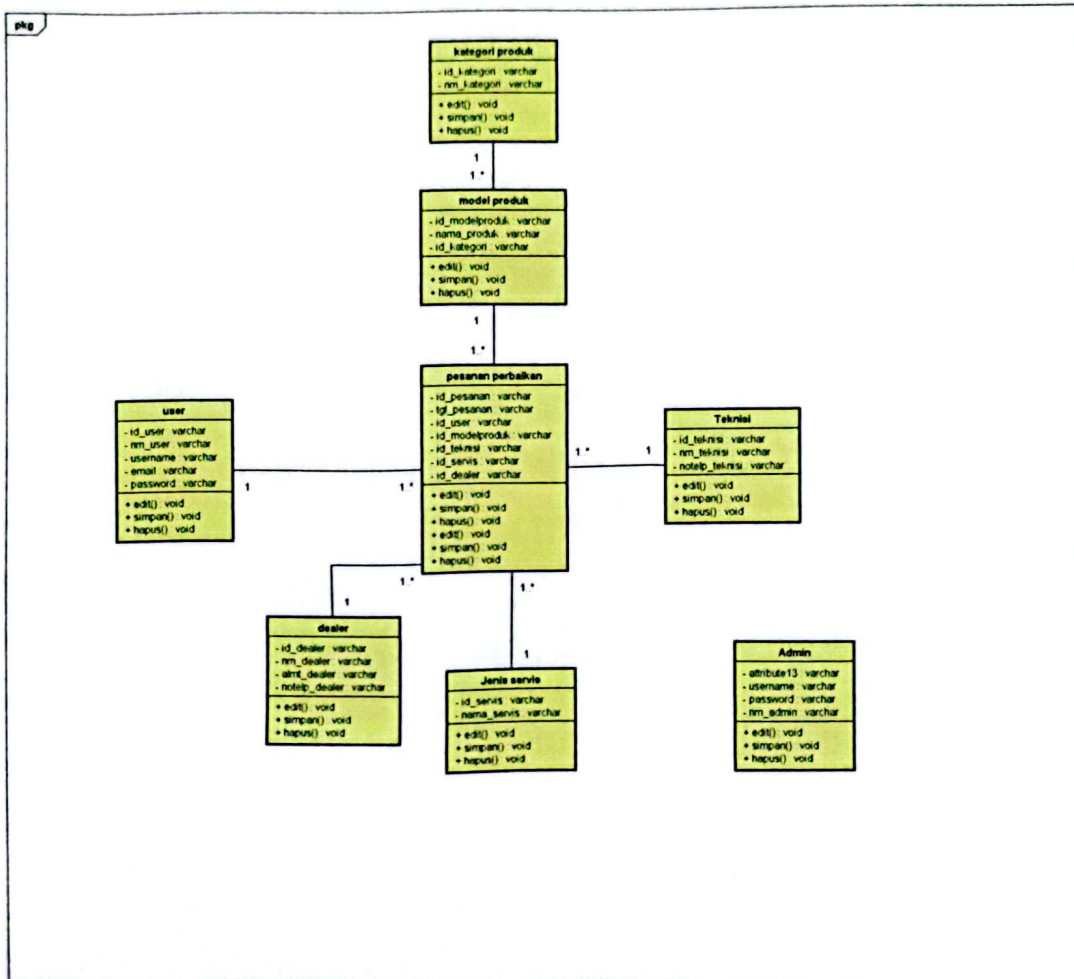 pkg
kategori produk
- id_kategori : varchar
- nm_kategori : varchar
+ edit() : void
+ simpan() : void
+ hapus() : void
1
1..*
model produk
- id_modelproduk : varchar
- nama_produk : varchar
- id_kategori : varchar
+ edit() : void
+ simpan() : void
+ hapus() : void
1
1..*
pesanan perbaikan
- id_pesanan : varchar
- tgl_pesanan : varchar
- id_user : varchar
- id_modelproduk : varchar
- id_teknisi : varchar
- id_servis : varchar
- id_dealer : varchar
+ edit() : void
+ simpan() : void
+ hapus() : void
+ edit() : void
+ simpan() : void
+ hapus() : void
user
- id_user : varchar
- nm_user : varchar
- username : varchar
- email : varchar
- password : varchar
+ edit() : void
+ simpan() : void
+ hapus() : void
1
1..*
1..*
1
Teknisi
- id_teknisi : varchar
- nm_teknisi : varchar
- notelp_teknisi : varchar
+ edit() : void
+ simpan() : void
+ hapus() : void
1..*
1
dealer
- id_dealer : varchar
- nm_dealer : varchar
- almt_dealer : varchar
- notelp_dealer : varchar
+ edit() : void
+ simpan() : void
+ hapus() : void
1..*
1
Jenis servis
- id_servis : varchar
- nama_servis : varchar
+ edit() : void
+ simpan() : void
+ hapus() : void
Admin
- attribute13 : varchar
- username : varchar
- password : varchar
- nm_admin : varchar
+ edit() : void
+ simpan() : void
+ hapus() : void